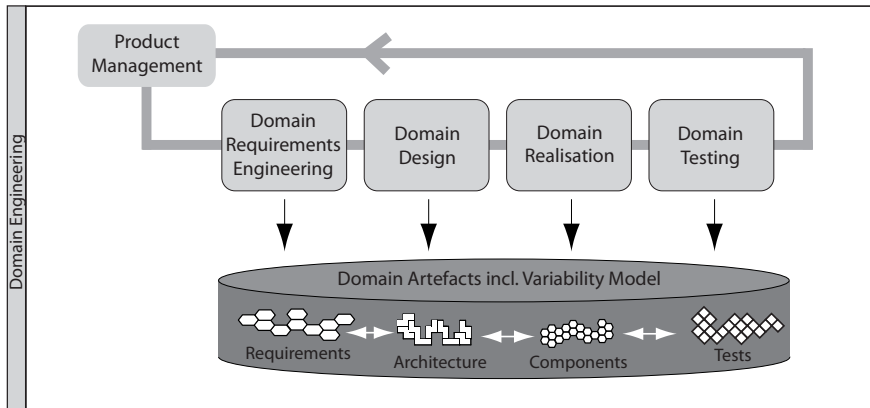 Domain Engineering
Product
Management
Domain
Requirements
Engineering
Domain
Design
Domain
Realisation
Domain
Testing
Domain Artefacts incl. Variability Model
Requirements
Architecture
Components
Tests